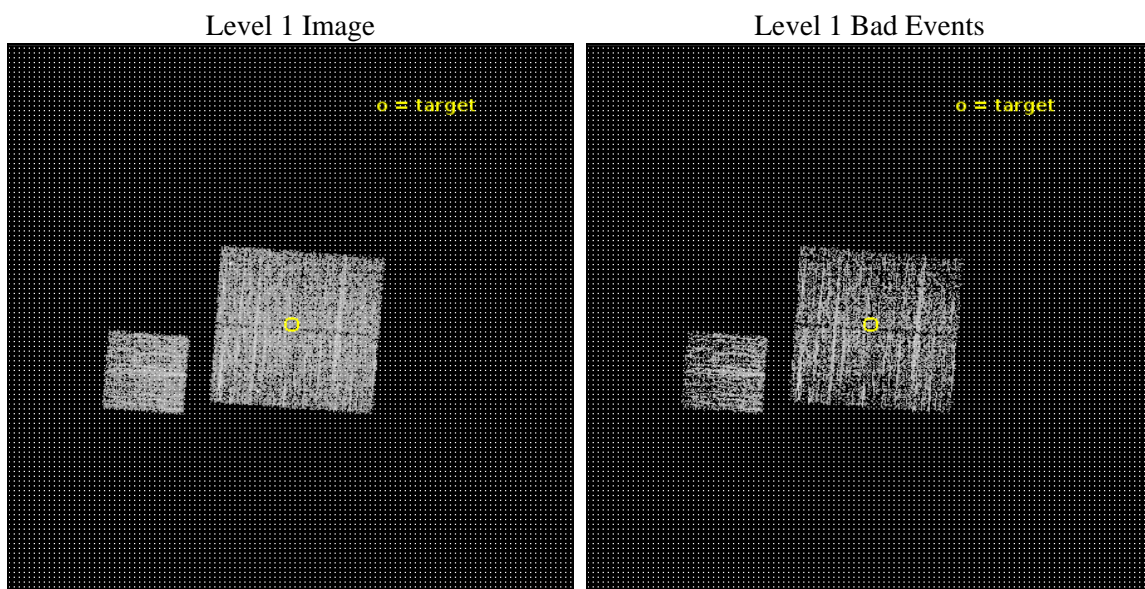 Level 1 Image
Level 1 Bad Events
o = target
o = target